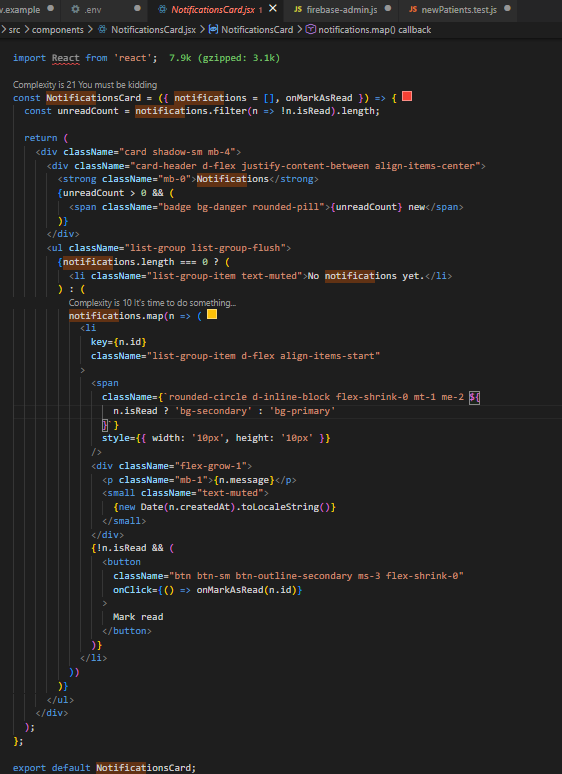 v.example
.env
NotificationsCard.jsx 1
JS firebase-admin.js
JS newPatients.test.js
> src > components > NotificationsCard.jsx > NotificationsCard > notifications.map() callback
import React from 'react'; 7.9k (gzipped: 3.1k)
Complexity is 21 You must be kidding
const NotificationsCard = ({ notifications = [], onMarkAsRead }) => {
const unreadCount = notifications.filter(n => !n.isRead).length;
return (
<div className="card shadow-sm mb-4">
<div className="card-header d-flex justify-content-between align-items-center">
<strong className="mb-0">Notifications</strong>
{unreadCount > 0 && (
<span className="badge bg-danger rounded-pill">{unreadCount} new</span>
)}
</div>
<ul className="list-group list-group-flush">
{notifications.length === 0 ? (
<li className="list-group-item text-muted">No notifications yet.</li>
) : (
Complexity is 10 It's time to do something...
notifications.map(n => (
<li
key={n.id}
className="list-group-item d-flex align-items-start"
>
<span
className={`rounded-circle d-inline-block flex-shrink-0 mt-1 me-2 ${
n.isRead ? 'bg-secondary' : 'bg-primary'
}`}
style={{ width: '10px', height: '10px' }}
/>
<div className="flex-grow-1">
<p className="mb-1">{n.message}</p>
<small className="text-muted">
{new Date(n.createdAt).toLocaleString()}
</small>
</div>
{!n.isRead && (
<button
className="btn btn-sm btn-outline-secondary ms-3 flex-shrink-0"
onClick={() => onMarkAsRead(n.id)}
>
Mark read
</button>
)}
</li>
))
)}
</ul>
</div>
);
};
export default NotificationsCard;